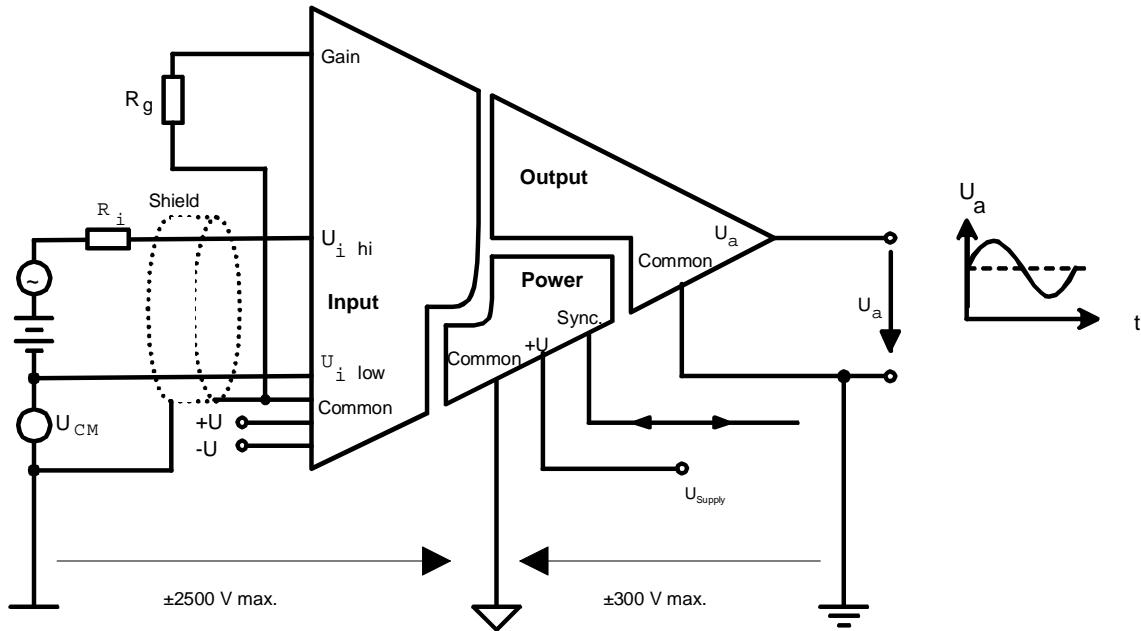 Gain
R g
Output
Shield
R i
U a
U i hi
U a
Common
Power
Input
Sync.
U a
t
+U
Common
U i low
Common
U CM
+U
-U
U Supply
±2500 V max.
±300 V max.
~